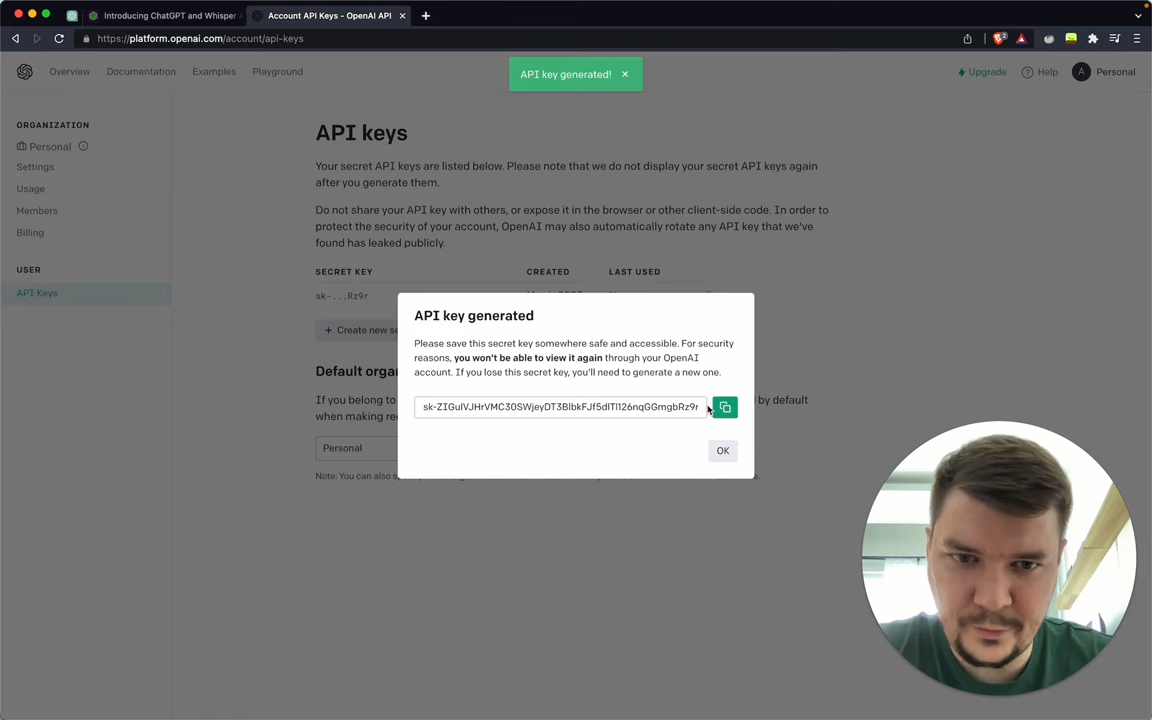 Introducing ChatGPT and Whisper
Account API Keys - OpenAI API
https://platform.openai.com/account/api-keys
2
Overview
Documentation
Examples
Playground
API key generated!
Upgrade
Help
A
Personal
ORGANIZATION
Personal
Settings
Usage
Members
Billing
USER
API Keys
API keys
Your secret API keys are listed below. Please note that we do not display your secret API keys again
after you generate them.
Do not share your API key with others, or expose it in the browser or other client-side code. In order to
protect the security of your account, OpenAI may also automatically rotate any API key that we've
found has leaked publicly.
SECRET KEY CREATED LAST USED
sk-...Rz9r
+ Create new
API key generated
Please save this secret key somewhere safe and accessible. For security
reasons, you won't be able to view it again through your OpenAI
account. If you lose this secret key, you'll need to generate a new one.
OK
Default
If you belong by default
when making
Personal
Note: You can also